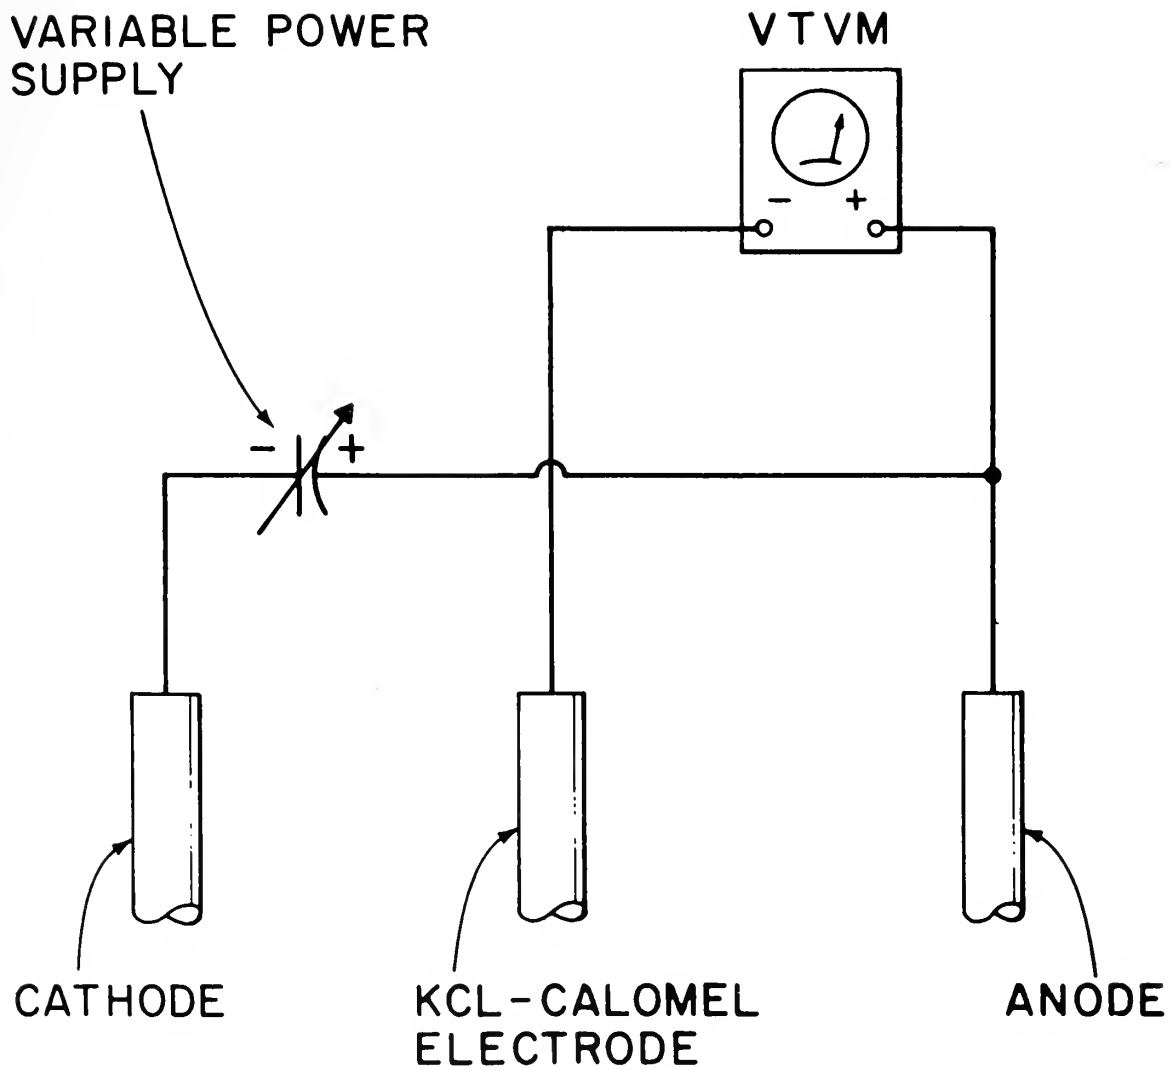 VARIABLE POWER
SUPPLY
VTVM
- +
- +
CATHODE
KCL-CALOMEL
ELECTRODE
ANODE